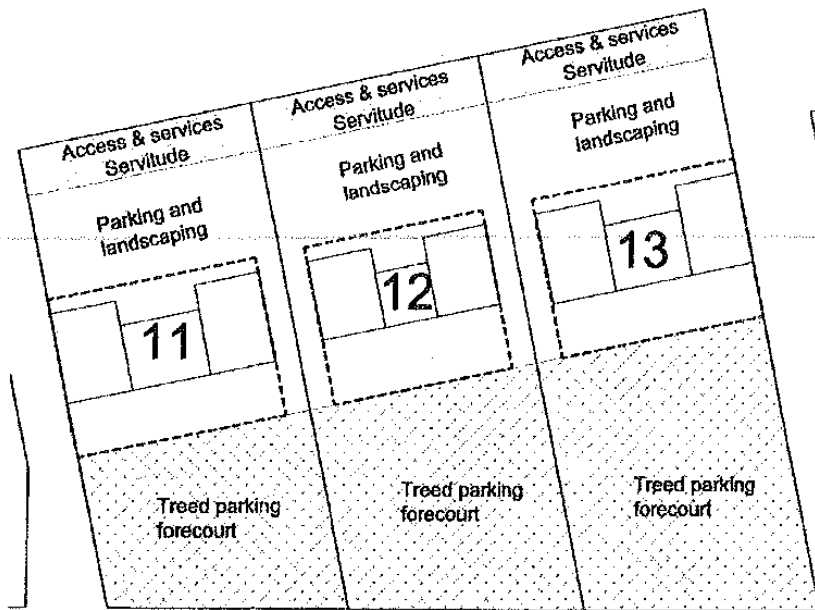 Access & services
Servitude
Access & services
Servitude
Access & services
Servitude
Parking and
landscaping
Parking and
landscaping
Parking and
landscaping
11
12
13
Treed parking
forecourt
Treed parking
forecourt
Treed parking
forecourt